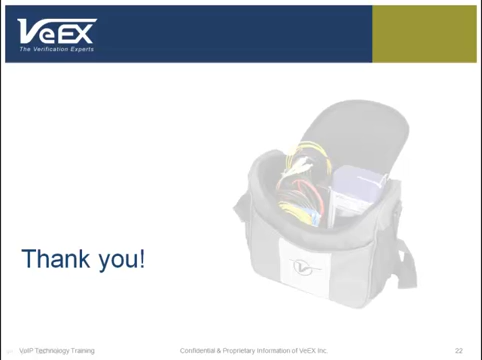 VeEX
The Verification Experts
Thank you!
VoIP Technology Training
Confidential & Proprietary Information of VeEX Inc.
22